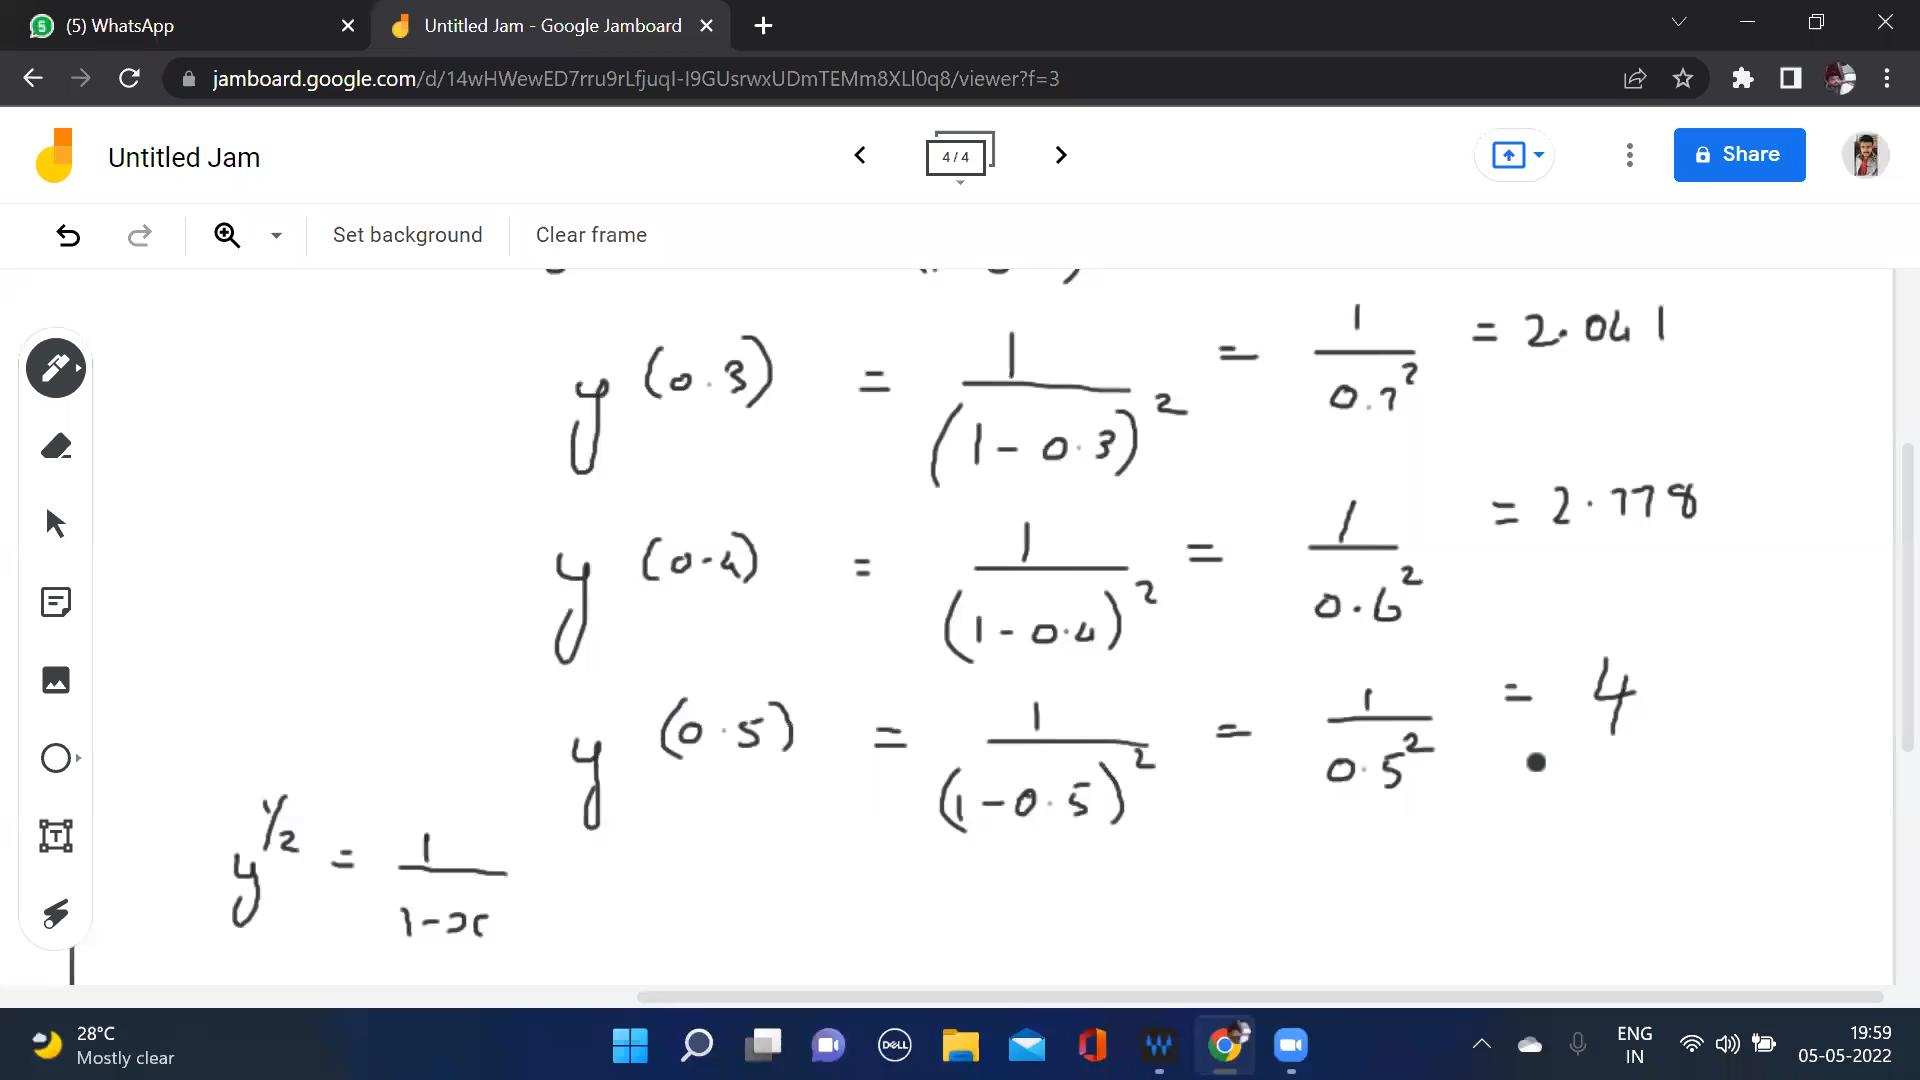 (5) WhatsApp
Untitled Jam - Google Jamboard
jamboard.google.com/d/14wHWewED7rru9rLfjuqI-I9GUsrwxUDmTEMm8XLl0q8/viewer?f=3
Untitled Jam
4 / 4
Share
Set background
Clear frame
y (0.3) = 1/(1-0.3)² = 1/0.7² = 2.041
y (0.4) = 1/(1-0.4)² = 1/0.6² = 2.778
y (0.5) = 1/(1-0.5)² = 1/0.5² = 4
y^1/2 = 1/1-x
28°C
Mostly clear
DELL
ENG
IN
19:59
05-05-2022